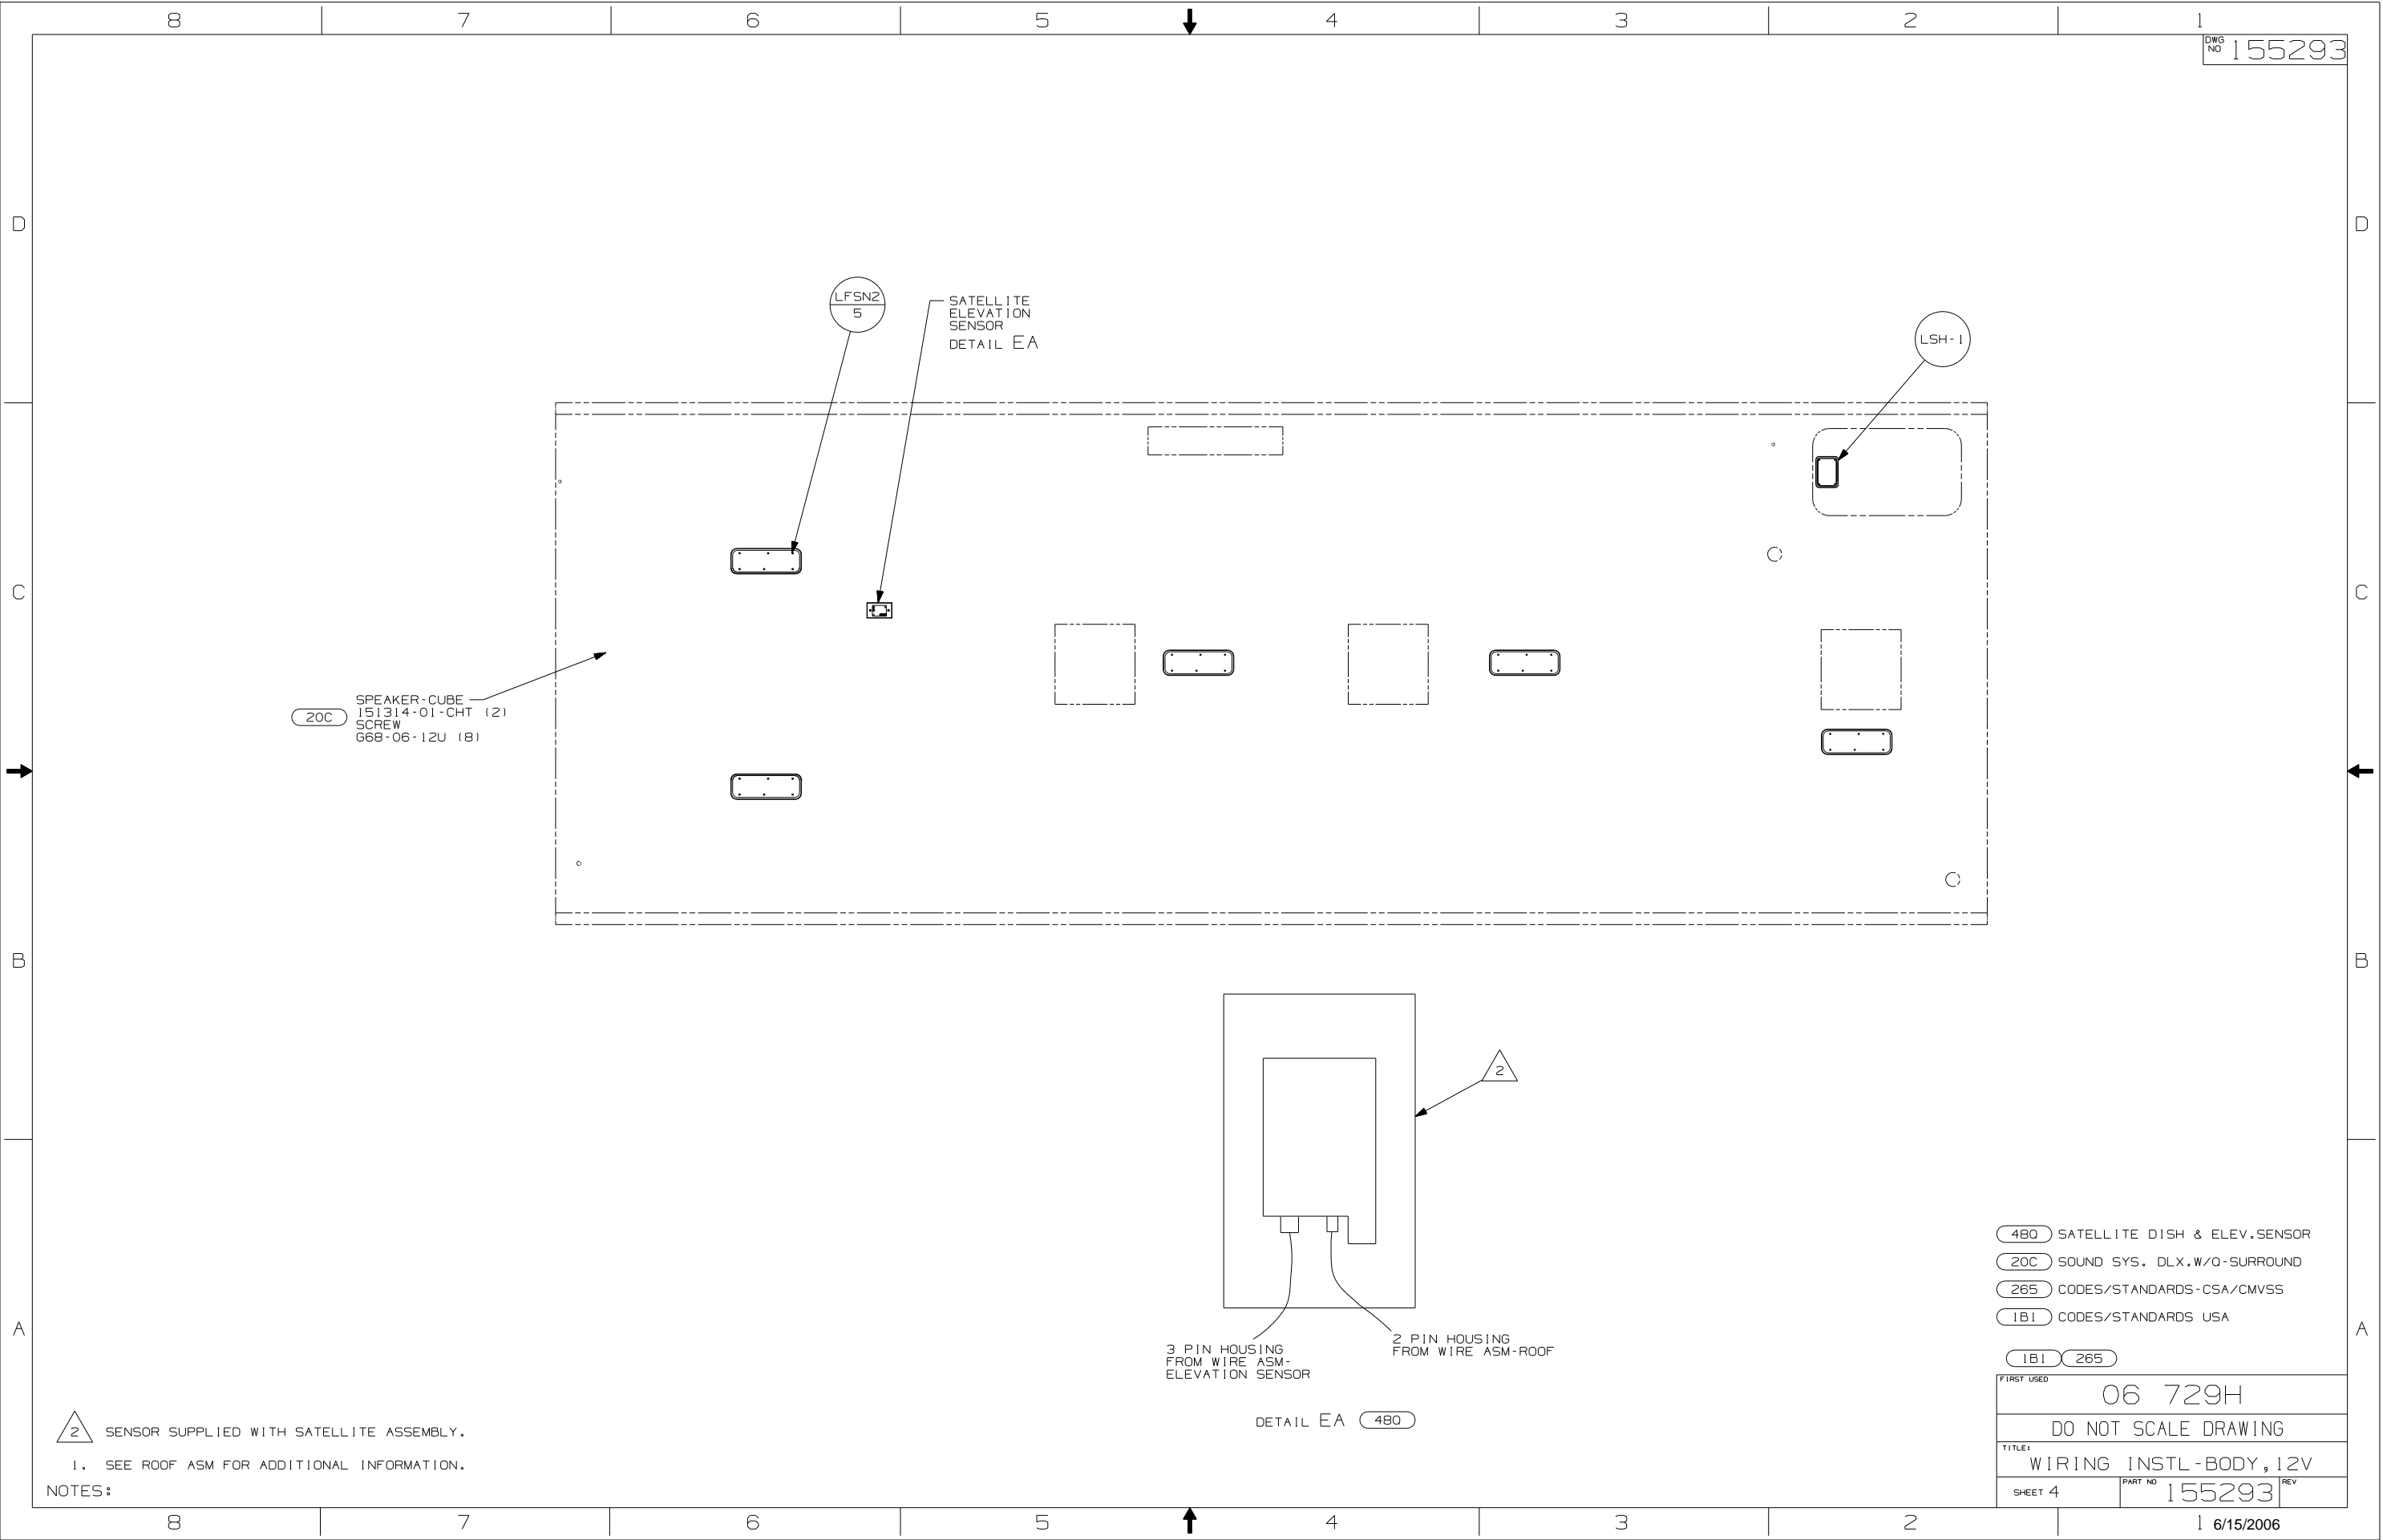 8 7 6 5 4 3 2 1
DWG NO 155293
D D
LFSN2
5
SATELLITE
ELEVATION
SENSOR
DETAIL EA
LSH-1
C C
20C
SPEAKER-CUBE
151314-01-CHT (2)
SCREW
G68-06-12U (8)
B B
2
48Q SATELLITE DISH & ELEV.SENSOR
20C SOUND SYS. DLX.W/Q-SURROUND
265 CODES/STANDARDS-CSA/CMVSS
1B1 CODES/STANDARDS USA
A A
3 PIN HOUSING
FROM WIRE ASM-
ELEVATION SENSOR
2 PIN HOUSING
FROM WIRE ASM-ROOF
1B1 265
DETAIL EA 48Q
FIRST USED
06 729H
DO NOT SCALE DRAWING
TITLE:
WIRING INSTL-BODY,12V
SHEET 4
PART NO 155293
REV
2 SENSOR SUPPLIED WITH SATELLITE ASSEMBLY.
1. SEE ROOF ASM FOR ADDITIONAL INFORMATION.
NOTES:
8 7 6 5 4 3 2 1
6/15/2006